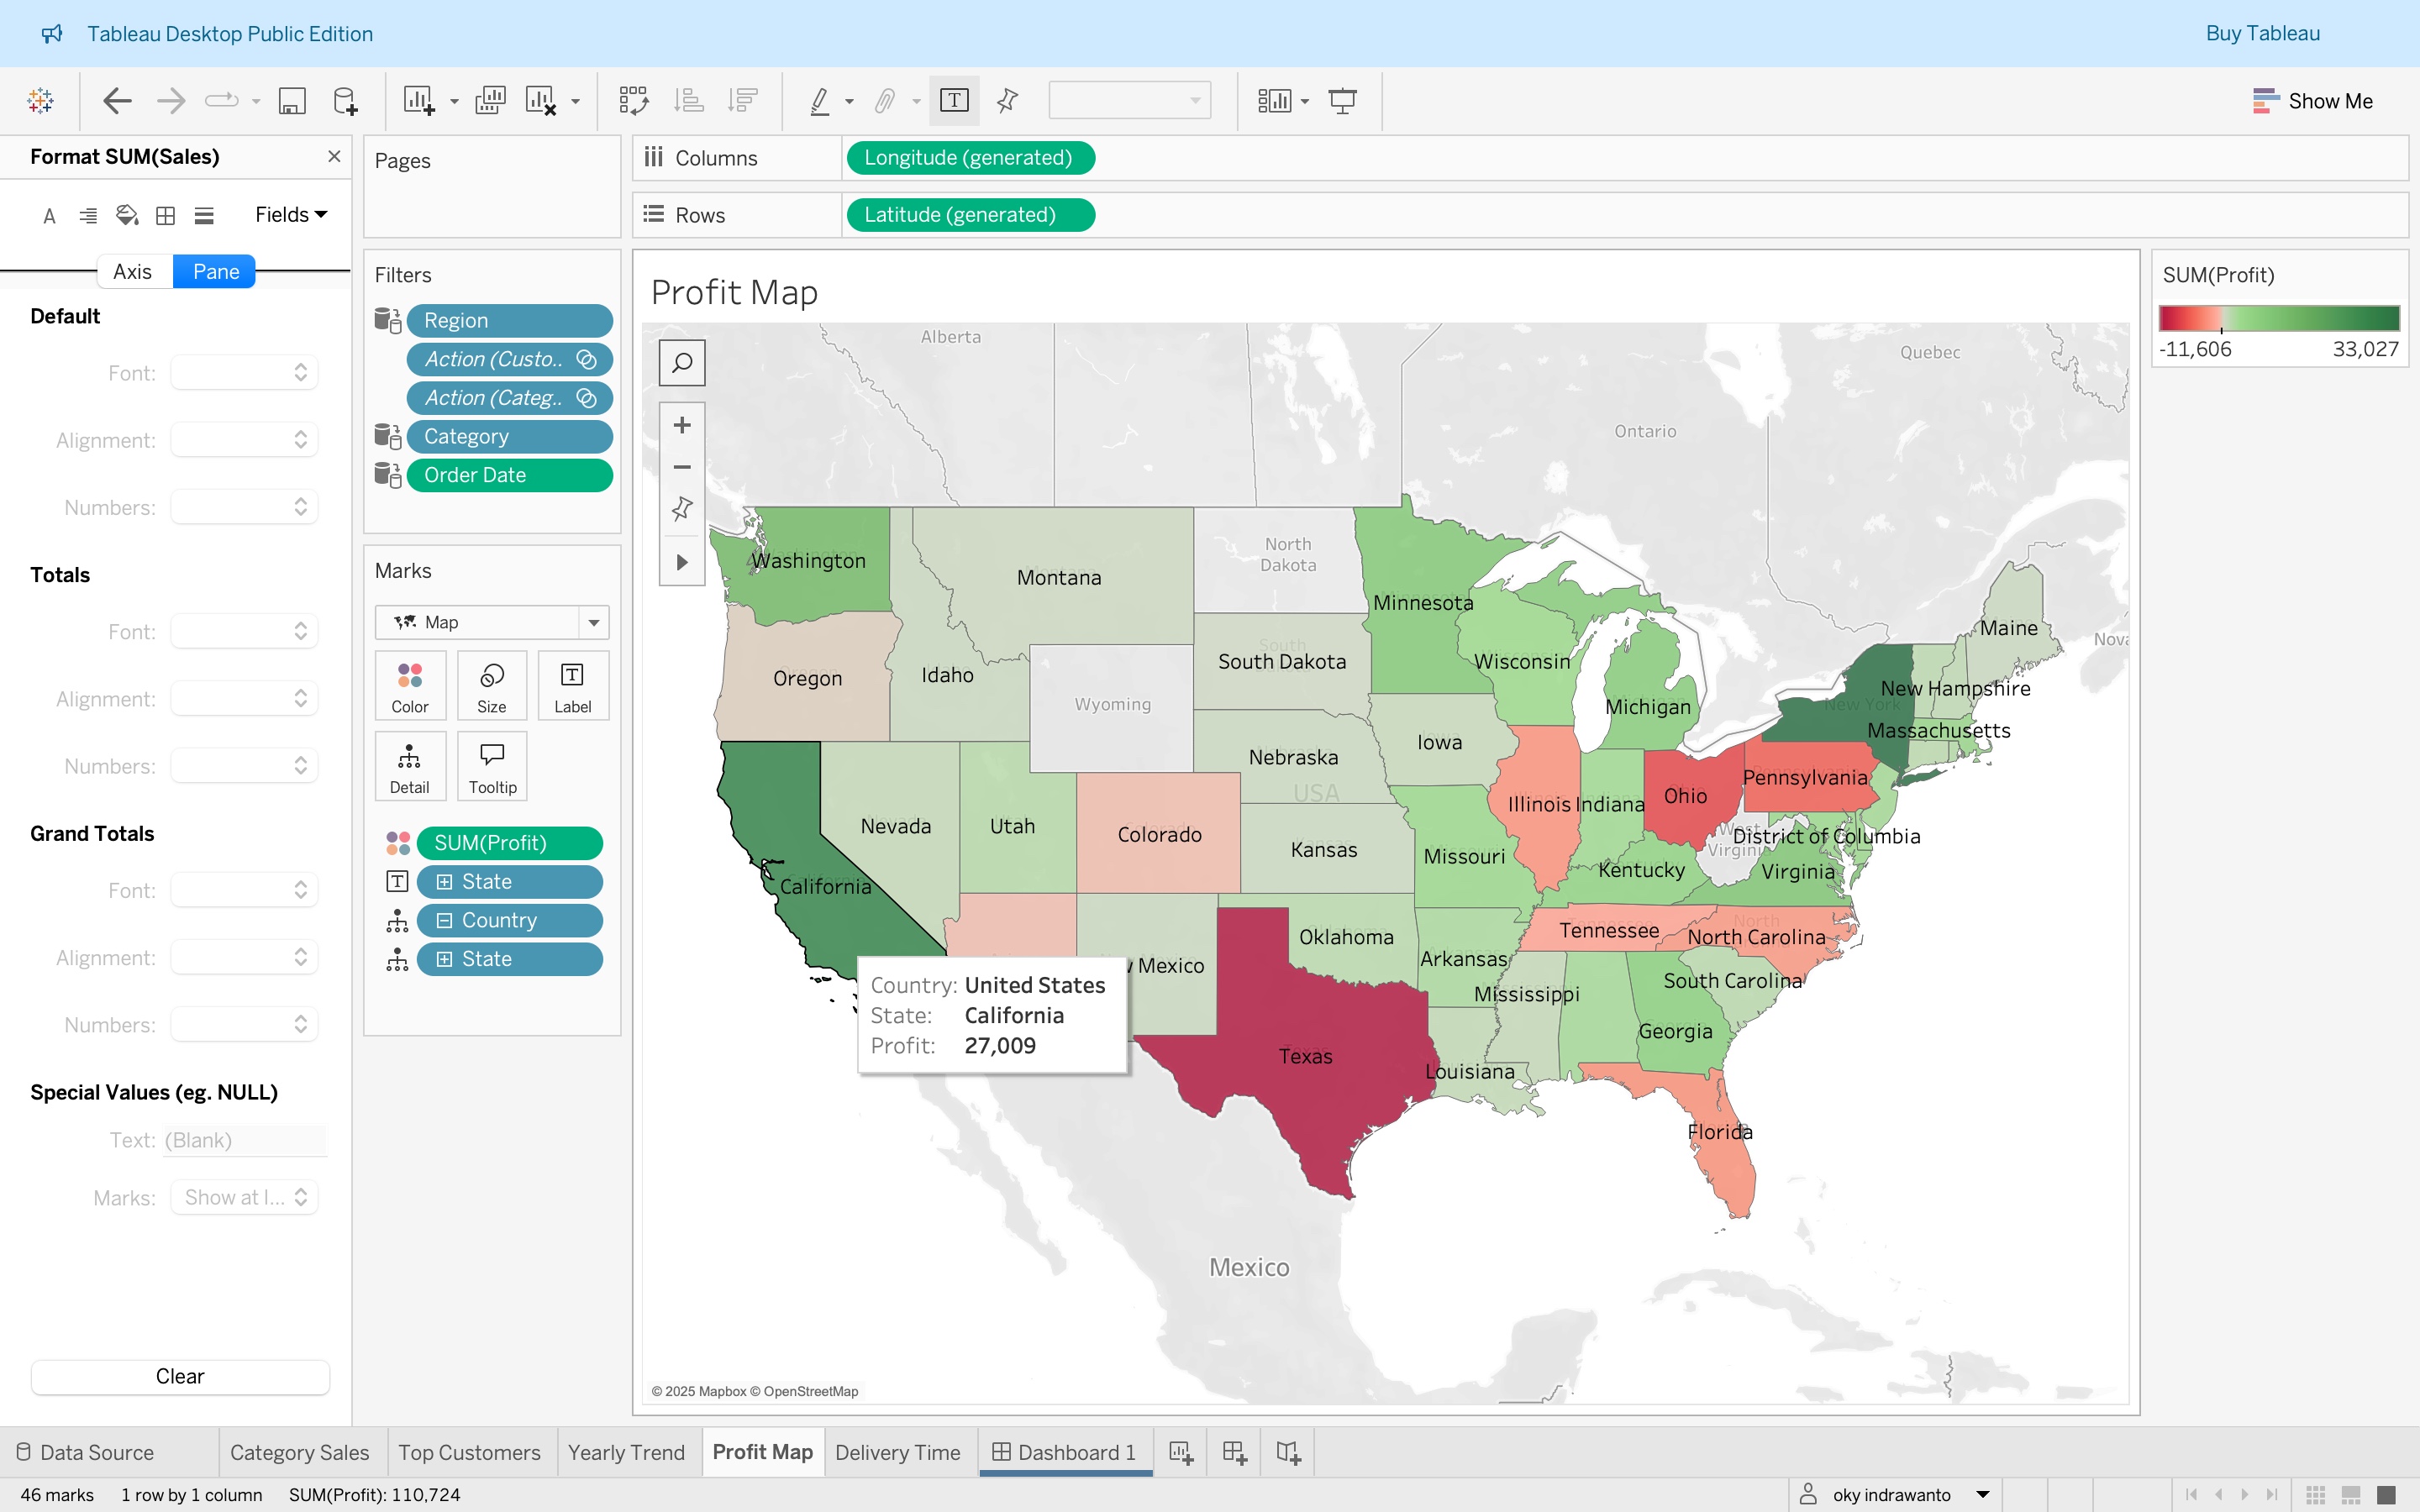 Tableau Desktop Public Edition
Buy Tableau
Show Me
Format SUM(Sales)
Fields
Axis
Pane
Default
Font:
Alignment:
Numbers:
Totals
Font:
Alignment:
Numbers:
Grand Totals
Font:
Alignment:
Numbers:
Special Values (eg. NULL)
Text: (Blank)
Marks: Show at l...
Clear
Pages
Filters
Region
Action (Custo..
Action (Categ..
Category
Order Date
Marks
Map
Color
Size
Label
Detail
Tooltip
SUM(Profit)
State
Country
State
Columns
Longitude (generated)
Rows
Latitude (generated)
Profit Map
Alberta
Quebec
Ontario
Washington
Montana
North
Dakota
Minnesota
Maine
Nova
Oregon
Idaho
South Dakota
Wisconsin
Michigan
New Hampshire
New York
Wyoming
Massachusetts
Iowa
Nebraska
USA
Pennsylvania
Nevada
Utah
Colorado
Kansas
Illinois
Indiana
Ohio
West
Virgini
District of Columbia
Missouri
Kentucky
Virginia
California
Oklahoma
Tennessee
North Carolina
Arkansas
w Mexico
South Carolina
Mississippi
Georgia
Texas
Louisiana
Florida
Mexico
Country: United States
State: California
Profit: 27,009
© 2025 Mapbox © OpenStreetMap
SUM(Profit)
-11,606
33,027
Data Source
Category Sales
Top Customers
Yearly Trend
Profit Map
Delivery Time
Dashboard 1
46 marks
1 row by 1 column
SUM(Profit): 110,724
oky indrawanto